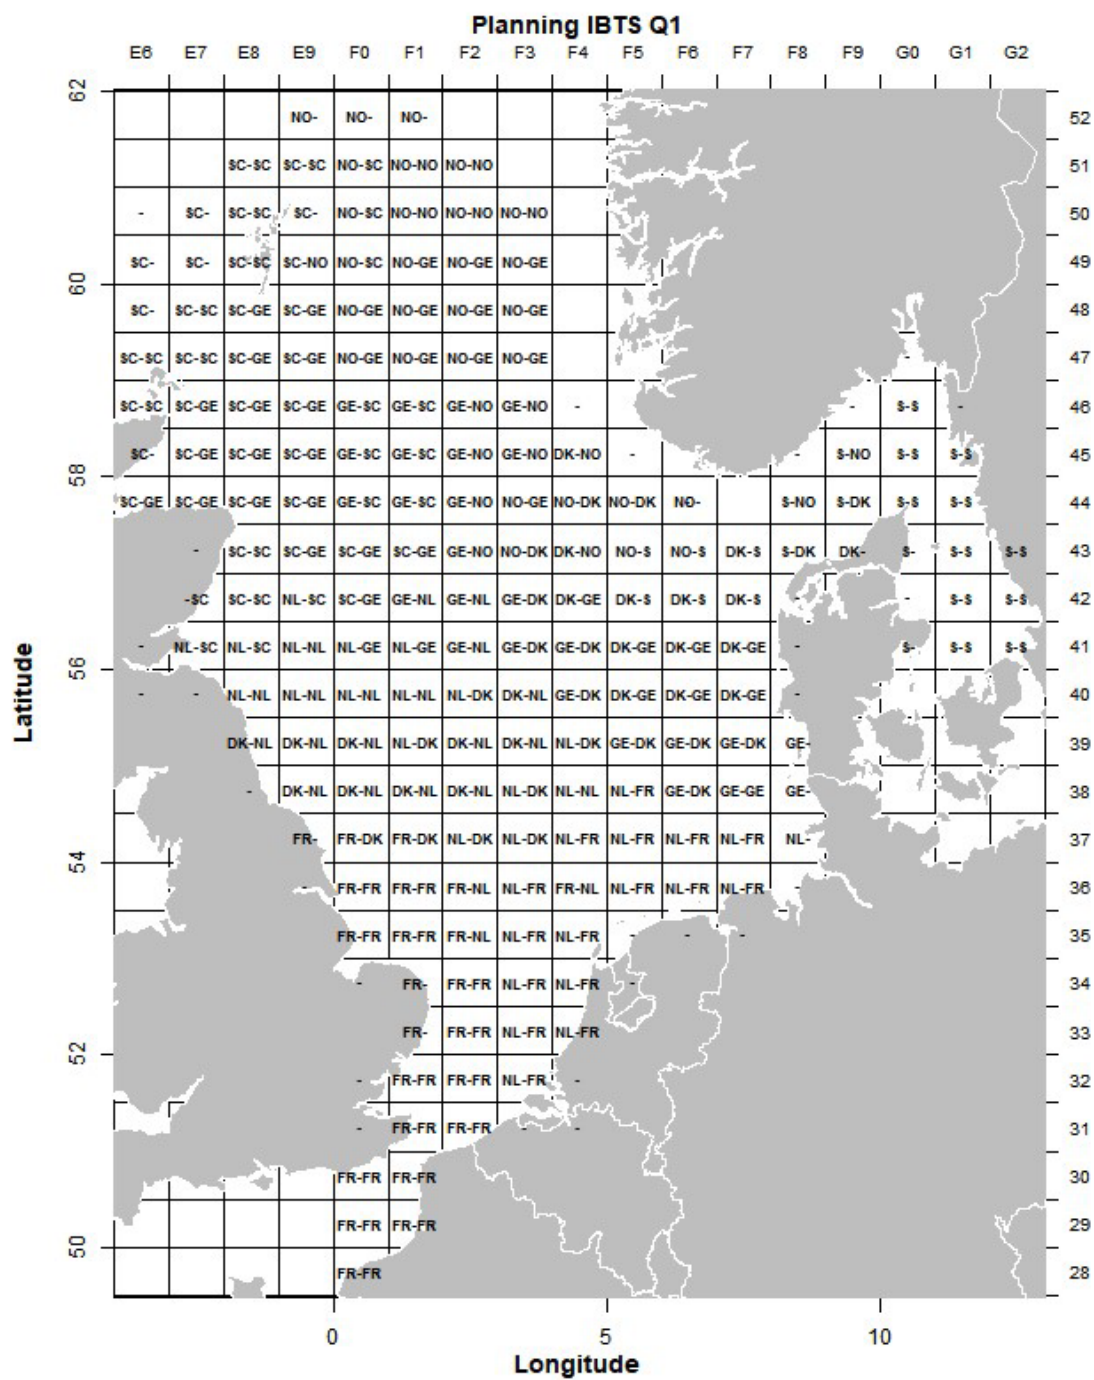 Planning IBTS Q1
E6 E7 E8 E9 F0 F1 F2 F3 F4 F5 F6 F7 F8 F9 G0 G1 G2
62
NO- NO- NO- 52
SC-SC SC-SC NO-SC NO-NO NO-NO 51
- SC- SC-SC SC- NO-SC NO-NO NO-NO NO-NO 50
SC- SC- SC-SC SC-NO NO-SC NO-GE NO-GE NO-GE 49
60
SC- SC-SC SC-GE SC-GE NO-GE NO-GE NO-GE NO-GE 48
SC-SC SC-SC SC-GE SC-GE NO-GE NO-GE NO-GE NO-GE - 47
SC-SC SC-GE SC-GE SC-GE GE-SC GE-SC GE-NO GE-NO - - S-S - 46
SC- SC-GE SC-GE SC-GE GE-SC GE-SC GE-NO GE-NO DK-NO - - S-NO S-S S-S 45
58
SC-GE SC-GE SC-GE SC-GE GE-SC GE-SC GE-NO NO-GE NO-DK NO-DK NO- S-NO S-DK S-S S-S 44
- SC-SC SC-GE SC-GE SC-GE GE-NO NO-DK DK-NO NO-S NO-S DK-S S-DK DK- S- S-S S-S 43
-SC SC-SC NL-SC SC-GE GE-NL GE-NL GE-DK DK-GE DK-S DK-S DK-S - - S-S S-S 42
- NL-SC NL-SC NL-NL NL-GE NL-GE GE-NL GE-DK GE-DK DK-GE DK-GE DK-GE - S- S-S S-S 41
56
- - NL-NL NL-NL NL-NL NL-NL NL-DK DK-NL GE-DK DK-GE DK-GE DK-GE - 40
DK-NL DK-NL DK-NL NL-DK DK-NL DK-NL NL-DK GE-DK GE-DK GE-DK GE- 39
- DK-NL DK-NL DK-NL DK-NL NL-DK NL-NL NL-FR GE-DK GE-GE GE- 38
FR- FR-DK FR-DK NL-DK NL-DK NL-FR NL-FR NL-FR NL-FR NL- 37
54
- FR-FR FR-FR FR-NL NL-FR FR-NL NL-FR NL-FR NL-FR - 36
FR-FR FR-FR FR-NL NL-FR NL-FR - - - 35
- FR- FR-FR NL-FR NL-FR - 34
FR- FR-FR NL-FR NL-FR 33
52
- FR-FR FR-FR NL-FR - 32
- FR-FR FR-FR - - 31
FR-FR FR-FR 30
FR-FR FR-FR 29
50
FR-FR 28
0 5 10
Longitude
Latitude